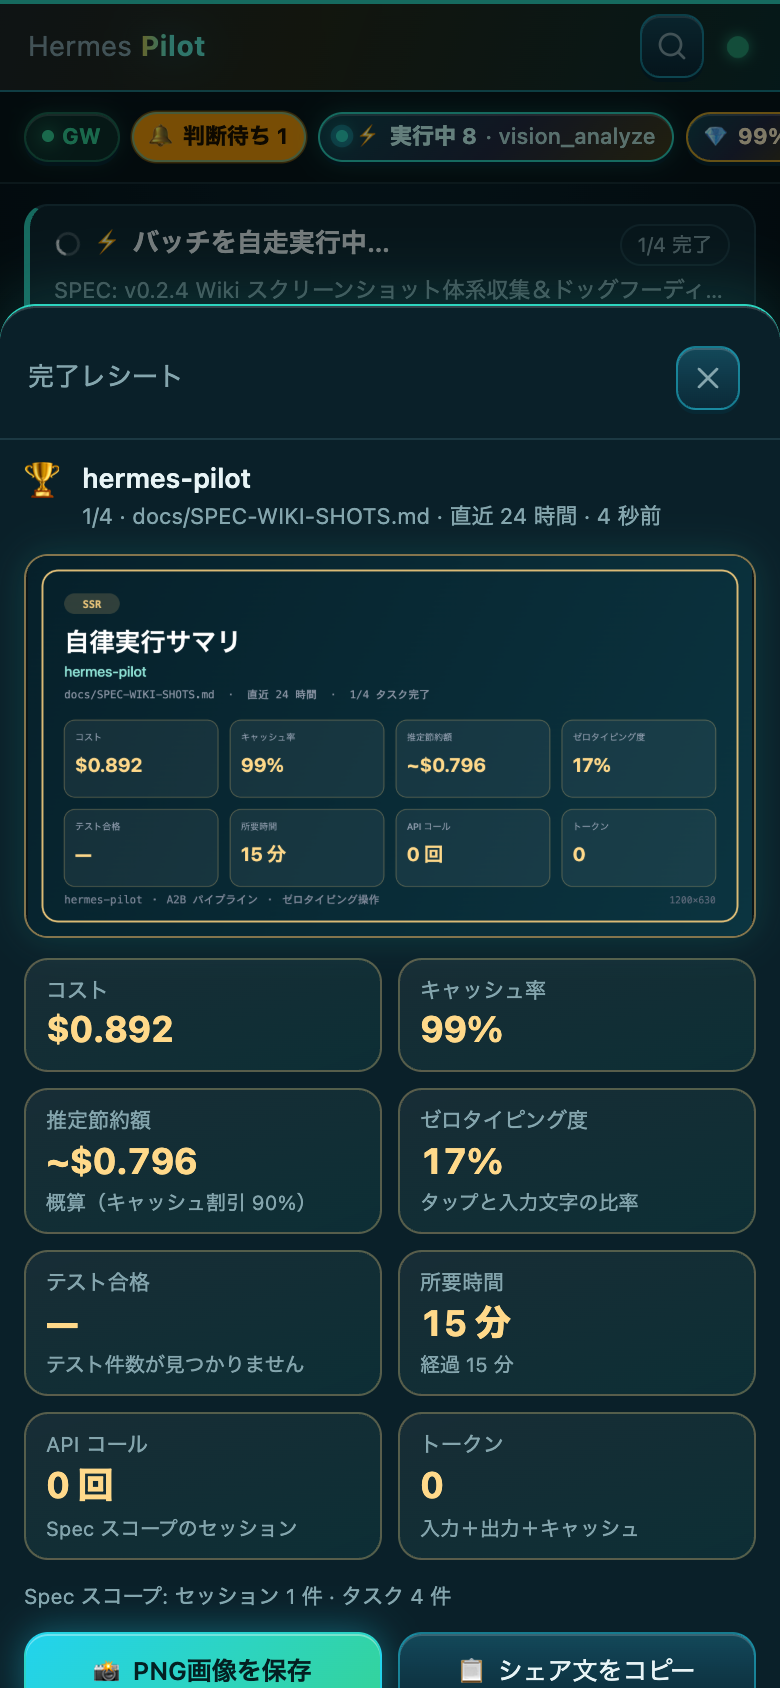 Hermes Pilot
GW
🔔 判断待ち 1
⚡ 実行中 8 · vision_analyze
💎 99%
⚡ バッチを自走実行中...
1/4 完了
SPEC: v0.2.4 Wiki スクリーンショット体系収集&ドッグフーディ...
完了レシート
🏆 hermes-pilot
1/4 · docs/SPEC-WIKI-SHOTS.md · 直近 24 時間 · 4 秒前
SSR
自律実行サマリ
hermes-pilot
docs/SPEC-WIKI-SHOTS.md · 直近 24 時間 · 1/4 タスク完了
コスト
$0.892
キャッシュ率
99%
推定節約額
~$0.796
ゼロタイピング度
17%
テスト合格
—
所要時間
15 分
API コール
0 回
トークン
0
hermes-pilot · A2B パイプライン · ゼロタイピング操作
1200×630
コスト
$0.892
キャッシュ率
99%
推定節約額
~$0.796
概算（キャッシュ割引 90%）
ゼロタイピング度
17%
タップと入力文字の比率
テスト合格
—
テスト件数が見つかりません
所要時間
15 分
経過 15 分
API コール
0 回
Spec スコープのセッション
トークン
0
入力＋出力＋キャッシュ
Spec スコープ: セッション 1 件 · タスク 4 件
📸 PNG画像を保存
📋 シェア文をコピー